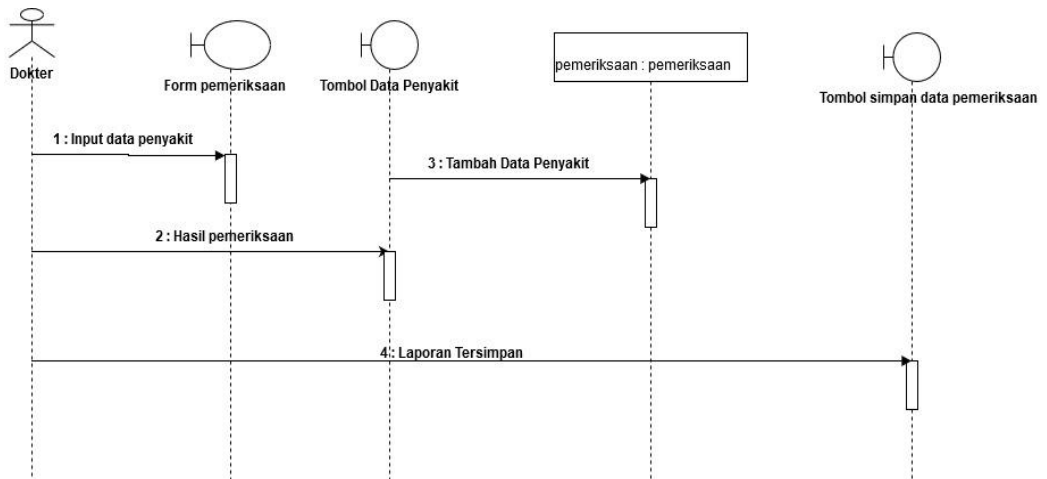 Dokter
Form pemeriksaan
Tombol Data Penyakit
pemeriksaan : pemeriksaan
Tombol simpan data pemeriksaan
1 : Input data penyakit
3 : Tambah Data Penyakit
2 : Hasil pemeriksaan
4 : Laporan Tersimpan